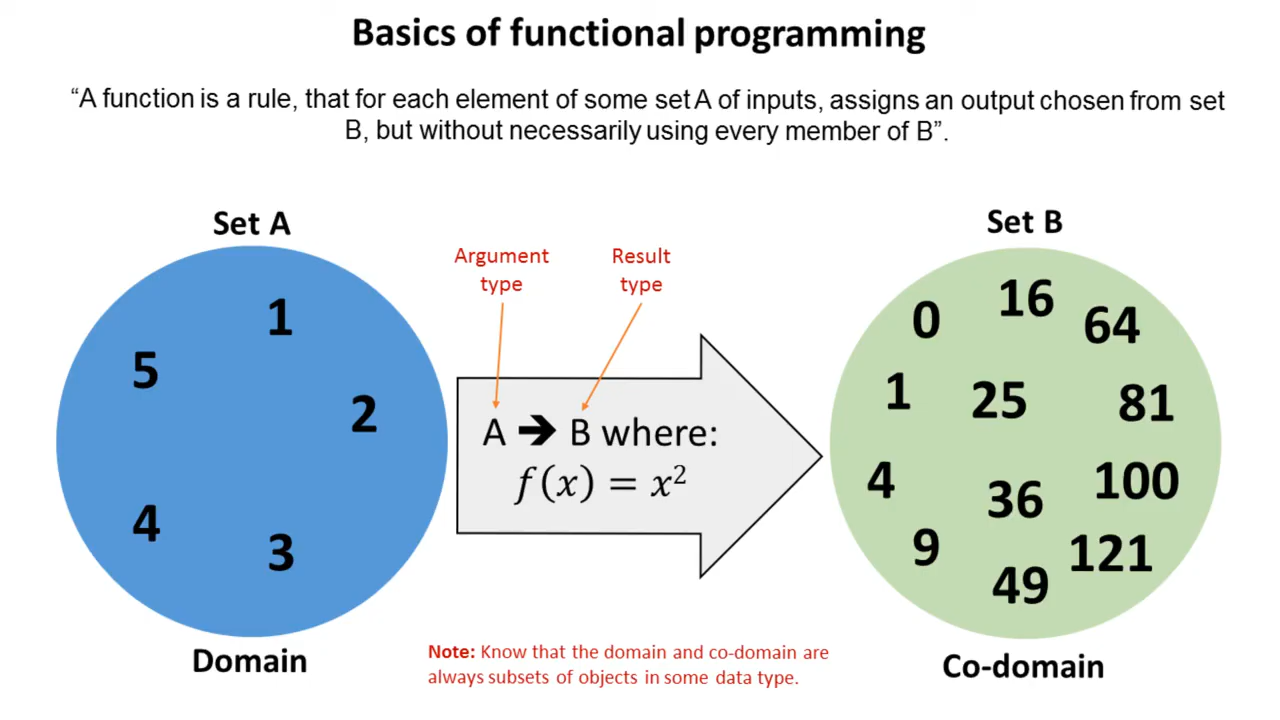 Basics of functional programming
“A function is a rule, that for each element of some set A of inputs, assigns an output chosen from set
B, but without necessarily using every member of B”.
Set A
Set B
Argument
type
Result
type
1
5
2
4
3
A 🡲 B where:
f(x) = x²
0
16
64
1
25
81
4
36
100
9
49
121
Domain
Note: Know that the domain and co-domain are
always subsets of objects in some data type.
Co-domain